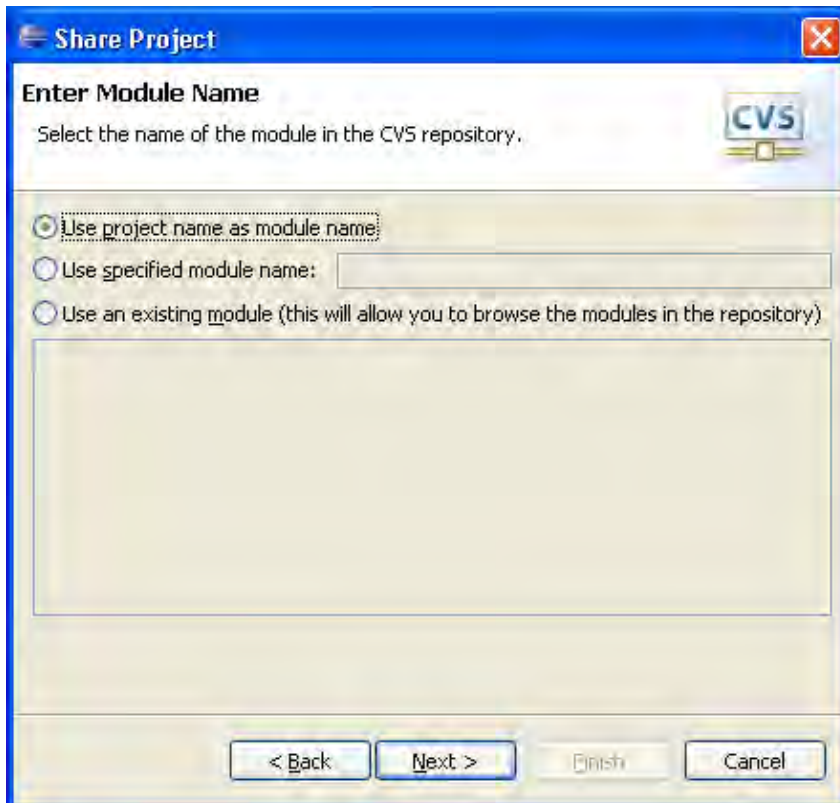 Share Project
Enter Module Name
Select the name of the module in the CVS repository.
CVS
Use project name as module name
Use specified module name:
Use an existing module (this will allow you to browse the modules in the repository)
< Back Next > Finish Cancel